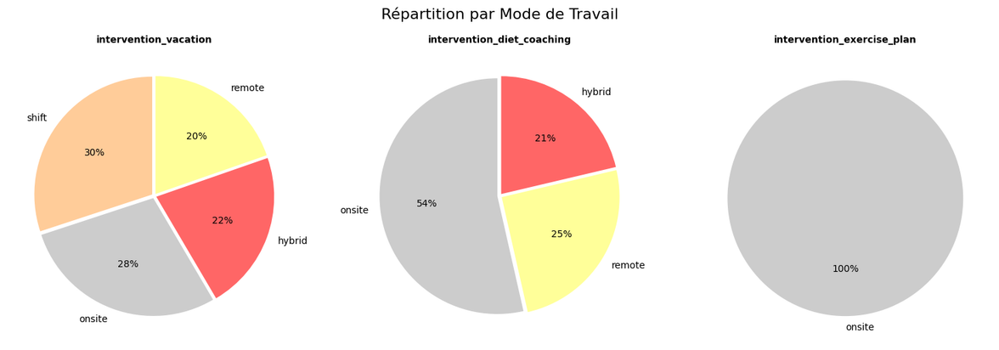 Répartition par Mode de Travail
intervention_vacation
remote
shift
20%
30%
22%
hybrid
28%
onsite
intervention_diet_coaching
hybrid
21%
54%
onsite
25%
remote
intervention_exercise_plan
100%
onsite